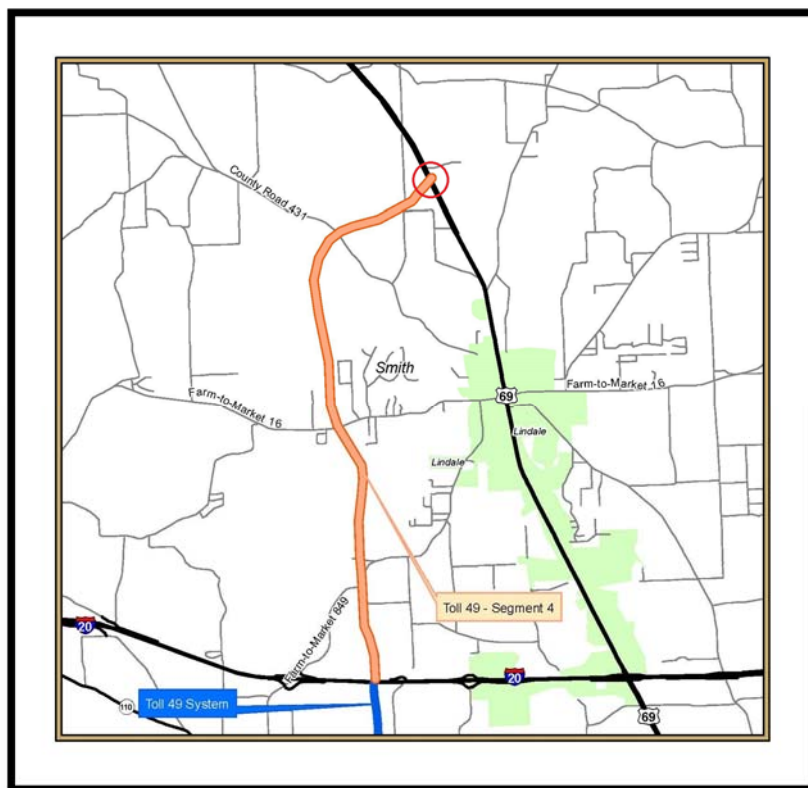 County Road 431
Smith
Farm-to-Market 16
69
Farm-to-Market 16
Lindale
Lindale
Toll 49 - Segment 4
20
Farm-to-Market 849
20
110
Toll 49 System
69